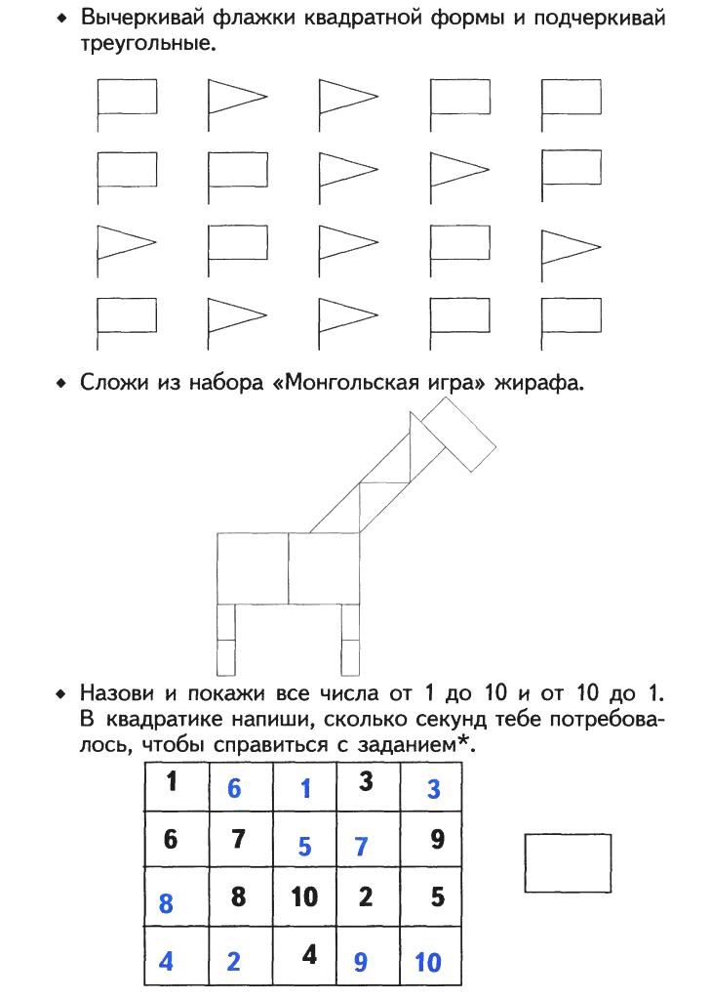 ♦ Вычеркивай флажки квадратной формы и подчеркивай
треугольные.
♦ Сложи из набора «Монгольская игра» жирафа.
♦ Назови и покажи все числа от 1 до 10 и от 10 до 1.
В квадратике напиши, сколько секунд тебе потребова-
лось, чтобы справиться с заданием*.
1 6 1 3 3
6 7 5 7 9
8 8 10 2 5
4 2 4 9 10